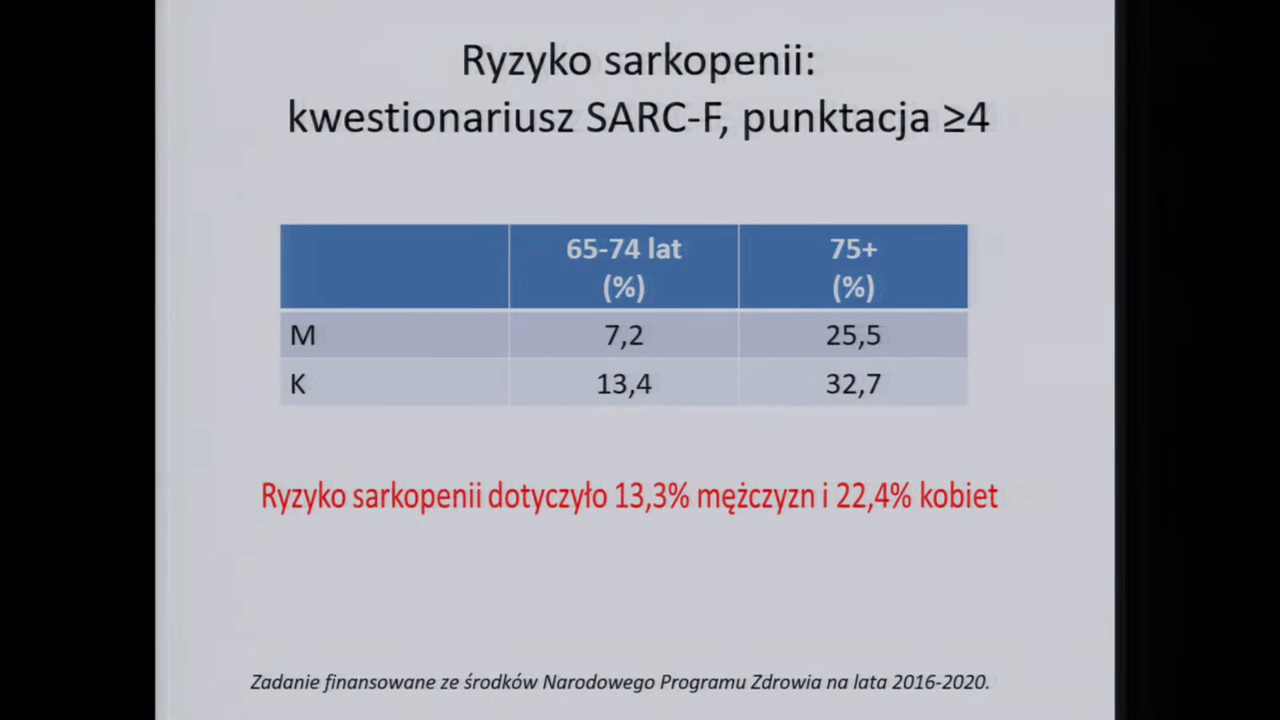 Ryzyko sarkopenii:
kwestionariusz SARC-F, punktacja ≥4
65-74 lat 75+
(%) (%)
M 7,2 25,5
K 13,4 32,7
Ryzyko sarkopenii dotyczyło 13,3% mężczyzn i 22,4% kobiet
Zadanie finansowane ze środków Narodowego Programu Zdrowia na lata 2016-2020.